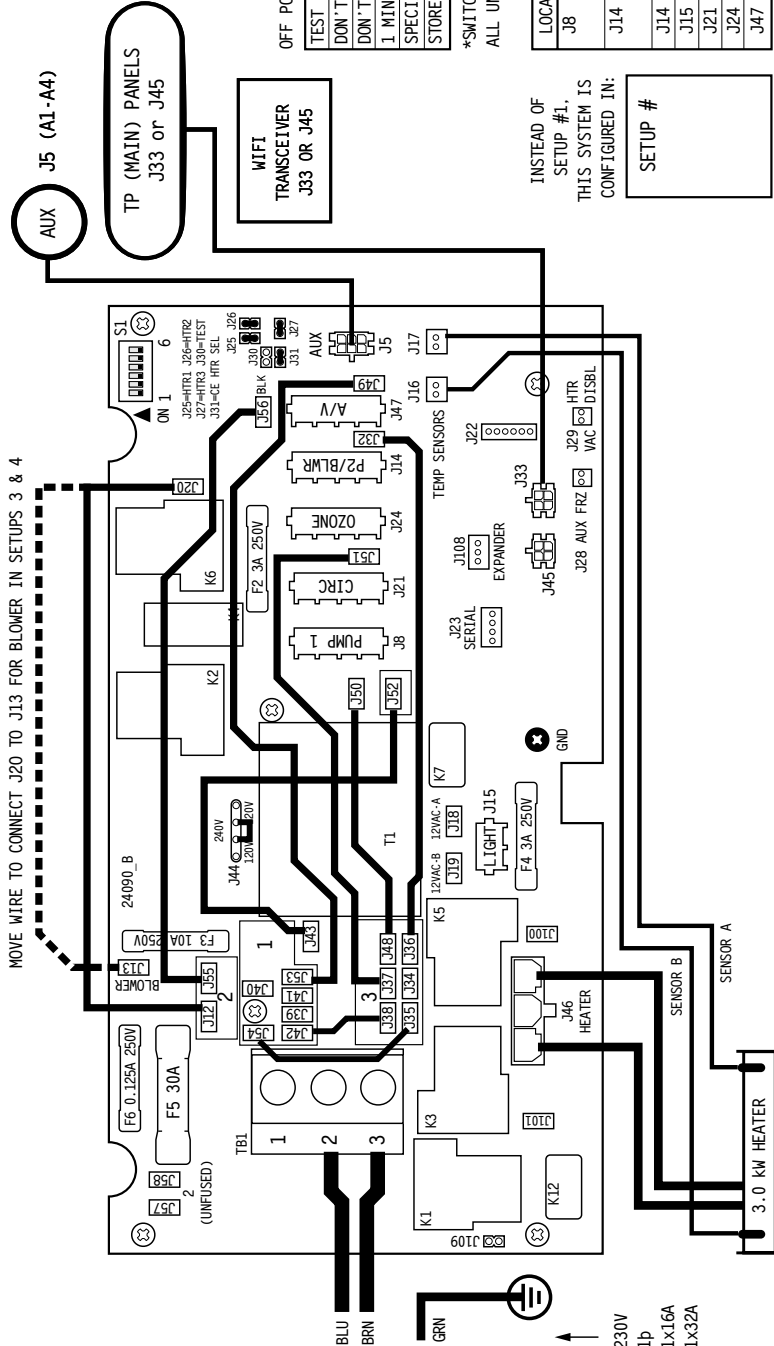 MOVE WIRE TO CONNECT J20 TO J13 FOR BLOWER IN SETUPS 3 & 4
AUX
J5 (A1-A4)
TP (MAIN) PANELS
J33 or J45
WIFI
TRANSCEIVER
J33 OR J45
OFF PO
TEST
DON'T
DON'T
1 MIN
SPECI
STORE
*SWITC
ALL UN
LOCA
J8
J14
J14
J15
J21
J24
J47
INSTEAD OF
SETUP #1,
THIS SYSTEM IS
CONFIGURED IN:
SETUP #
S1
ON 1
6
J25=HTR1 J26=HTR2
J27=HTR3 J30=TEST
J31=CE HTR SEL
J26
J25
J30
J27
J31
AUX
J5
J56
BLK
J49
A/V
J47
J32
P2/BLWR
J14
OZONE
J24
J51
CIRC
J21
PUMP 1
J8
J50
J52
J20
K6
F2 3A 250V
K4
K2
J17
J16
TEMP SENSORS
J22
HTR
DISBL
J29
VAC
J33
J28 AUX FRZ
J45
J108
EXPANDER
J23
SERIAL
GND
24090_B
240V
120V
120V
J44
T1
K7
12VAC-A
J18
12VAC-B
J19
LIGHT
J15
F4 3A 250V
F3 10A 250V
J13
BLOWER
J55
J12
2
1
J43
J40
J53
J41
J39
J42
J54
3
J48
J36
J37
J34
J38
J35
K5
K3
J100
J46
HEATER
J101
F6 0.125A 250V
F5 30A
TB1
1
2
3
J58
J57
2
(UNFUSED)
K1
K12
J109
BLU
BRN
GRN
230V
1p
1x16A
1x32A
SENSOR B
SENSOR A
3.0 kW HEATER